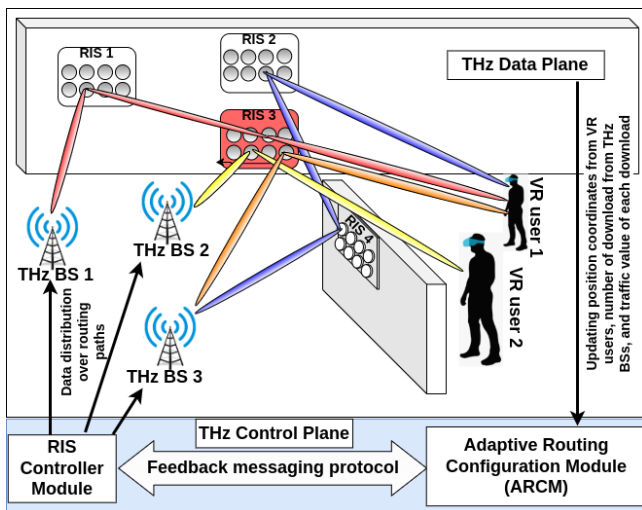 RIS 1
RIS 2
RIS 3
THz Data Plane
RIS 4
VR user 1
VR user 2
THz BS 1
THz BS 2
THz BS 3
Data distribution
over routing
paths
Updating position coordinates from VR
users, number of download from THz
BSs, and traffic value of each download
THz Control Plane
RIS
Controller
Module
Feedback messaging protocol
Adaptive Routing
Configuration Module
(ARCM)